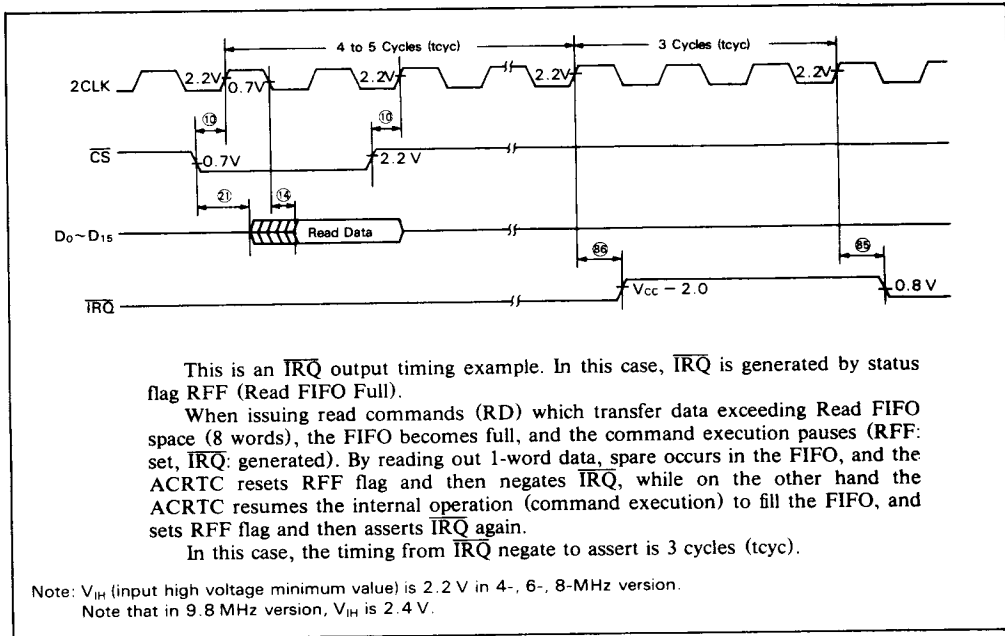 4 to 5 Cycles (tcyc)
3 Cycles (tcyc)
2CLK
2.2V
0.7V
2.2V
2.2V
2.2V
⑩
⑩
CS
0.7V
2.2 V
㉑
⑭
D0~D15
Read Data
86
85
IRQ
Vcc − 2.0
0.8 V
This is an IRQ output timing example. In this case, IRQ is generated by status
flag RFF (Read FIFO Full).
When issuing read commands (RD) which transfer data exceeding Read FIFO
space (8 words), the FIFO becomes full, and the command execution pauses (RFF:
set, IRQ: generated). By reading out 1-word data, spare occurs in the FIFO, and the
ACRTC resets RFF flag and then negates IRQ, while on the other hand the
ACRTC resumes the internal operation (command execution) to fill the FIFO, and
sets RFF flag and then asserts IRQ again.
In this case, the timing from IRQ negate to assert is 3 cycles (tcyc).
Note: VIH (input high voltage minimum value) is 2.2 V in 4-, 6-, 8-MHz version.
Note that in 9.8 MHz version, VIH is 2.4 V.